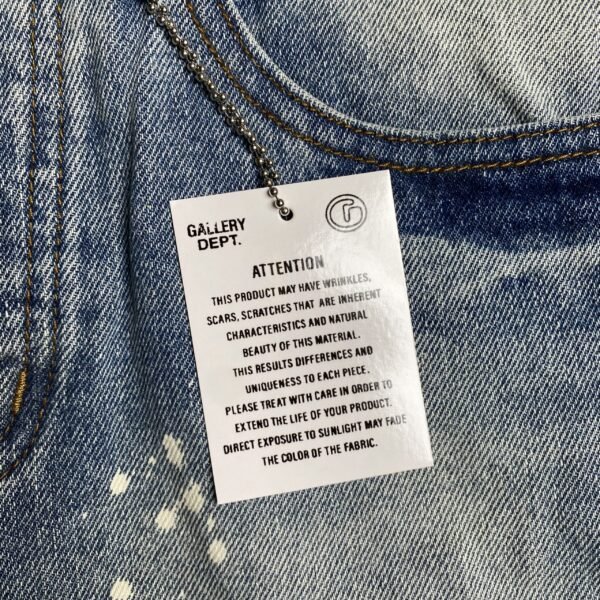 GALLERY
DEPT.
G
ATTENTION
THIS PRODUCT MAY HAVE WRINKLES,
SCARS, SCRATCHES THAT ARE INHERENT
CHARACTERISTICS AND NATURAL
BEAUTY OF THIS MATERIAL.
THIS RESULTS DIFFERENCES AND
UNIQUENESS TO EACH PIECE.
PLEASE TREAT WITH CARE IN ORDER TO
EXTEND THE LIFE OF YOUR PRODUCT.
DIRECT EXPOSURE TO SUNLIGHT MAY FADE
THE COLOR OF THE FABRIC.